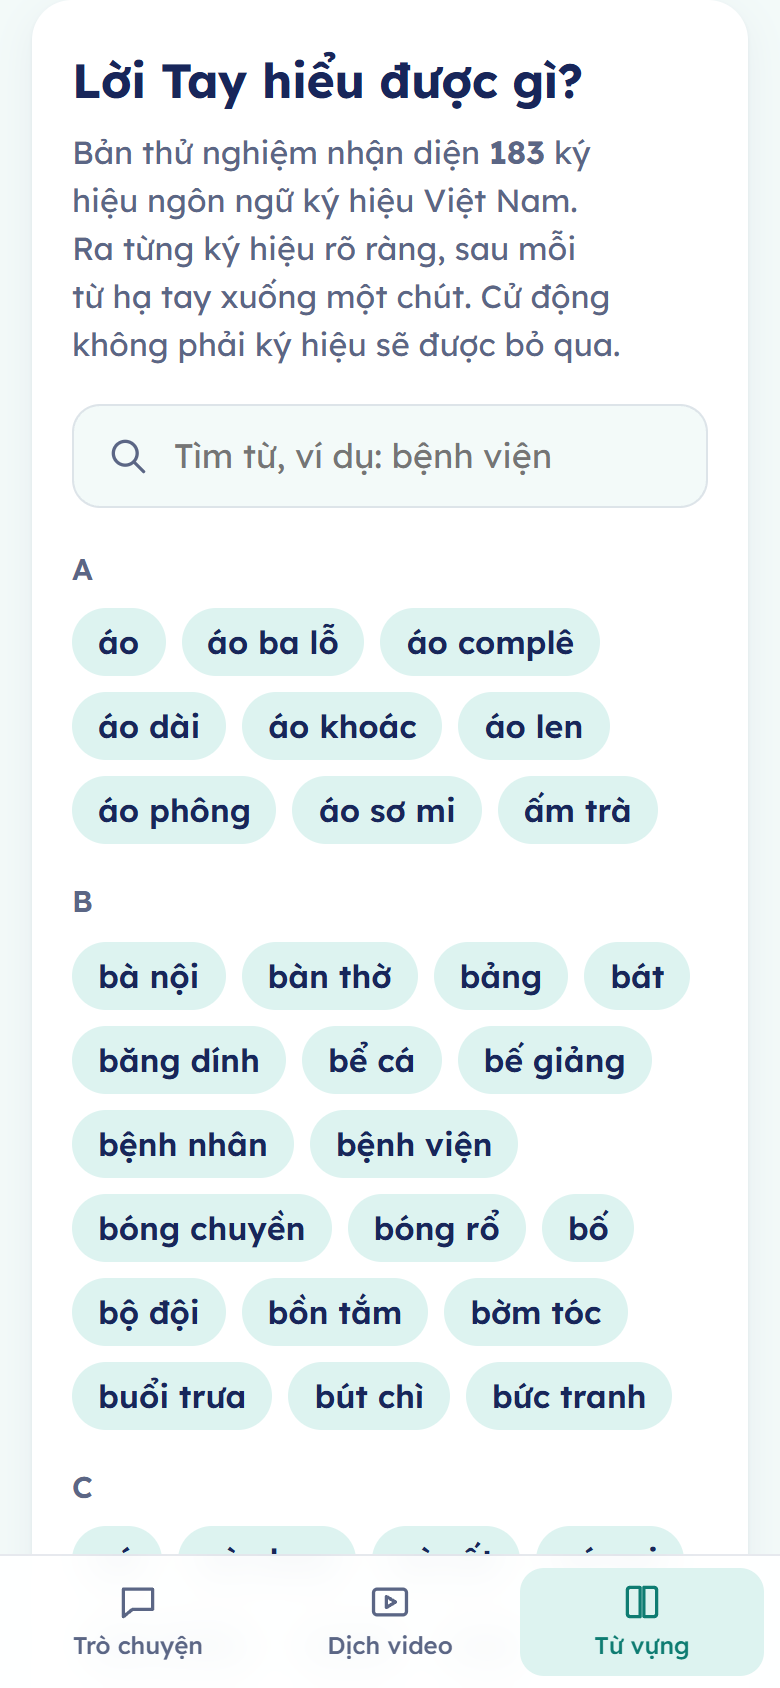 Lời Tay hiểu được gì?
Bản thử nghiệm nhận diện 183 ký
hiệu ngôn ngữ ký hiệu Việt Nam.
Ra từng ký hiệu rõ ràng, sau mỗi
từ hạ tay xuống một chút. Cử động
không phải ký hiệu sẽ được bỏ qua.
Tìm từ, ví dụ: bệnh viện
A
áo áo ba lỗ áo complê
áo dài áo khoác áo len
áo phông áo sơ mi ấm trà
B
bà nội bàn thờ bảng bát
băng dính bể cá bế giảng
bệnh nhân bệnh viện
bóng chuyền bóng rổ bố
bộ đội bồn tắm bờm tóc
buổi trưa bút chì bức tranh
C
Trò chuyện Dịch video Từ vựng